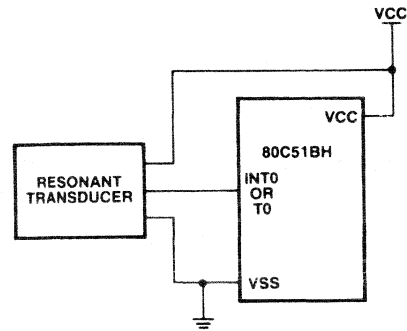 VCC
VCC
80C51BH
RESONANT
TRANSDUCER
INT0
OR
T0
VSS